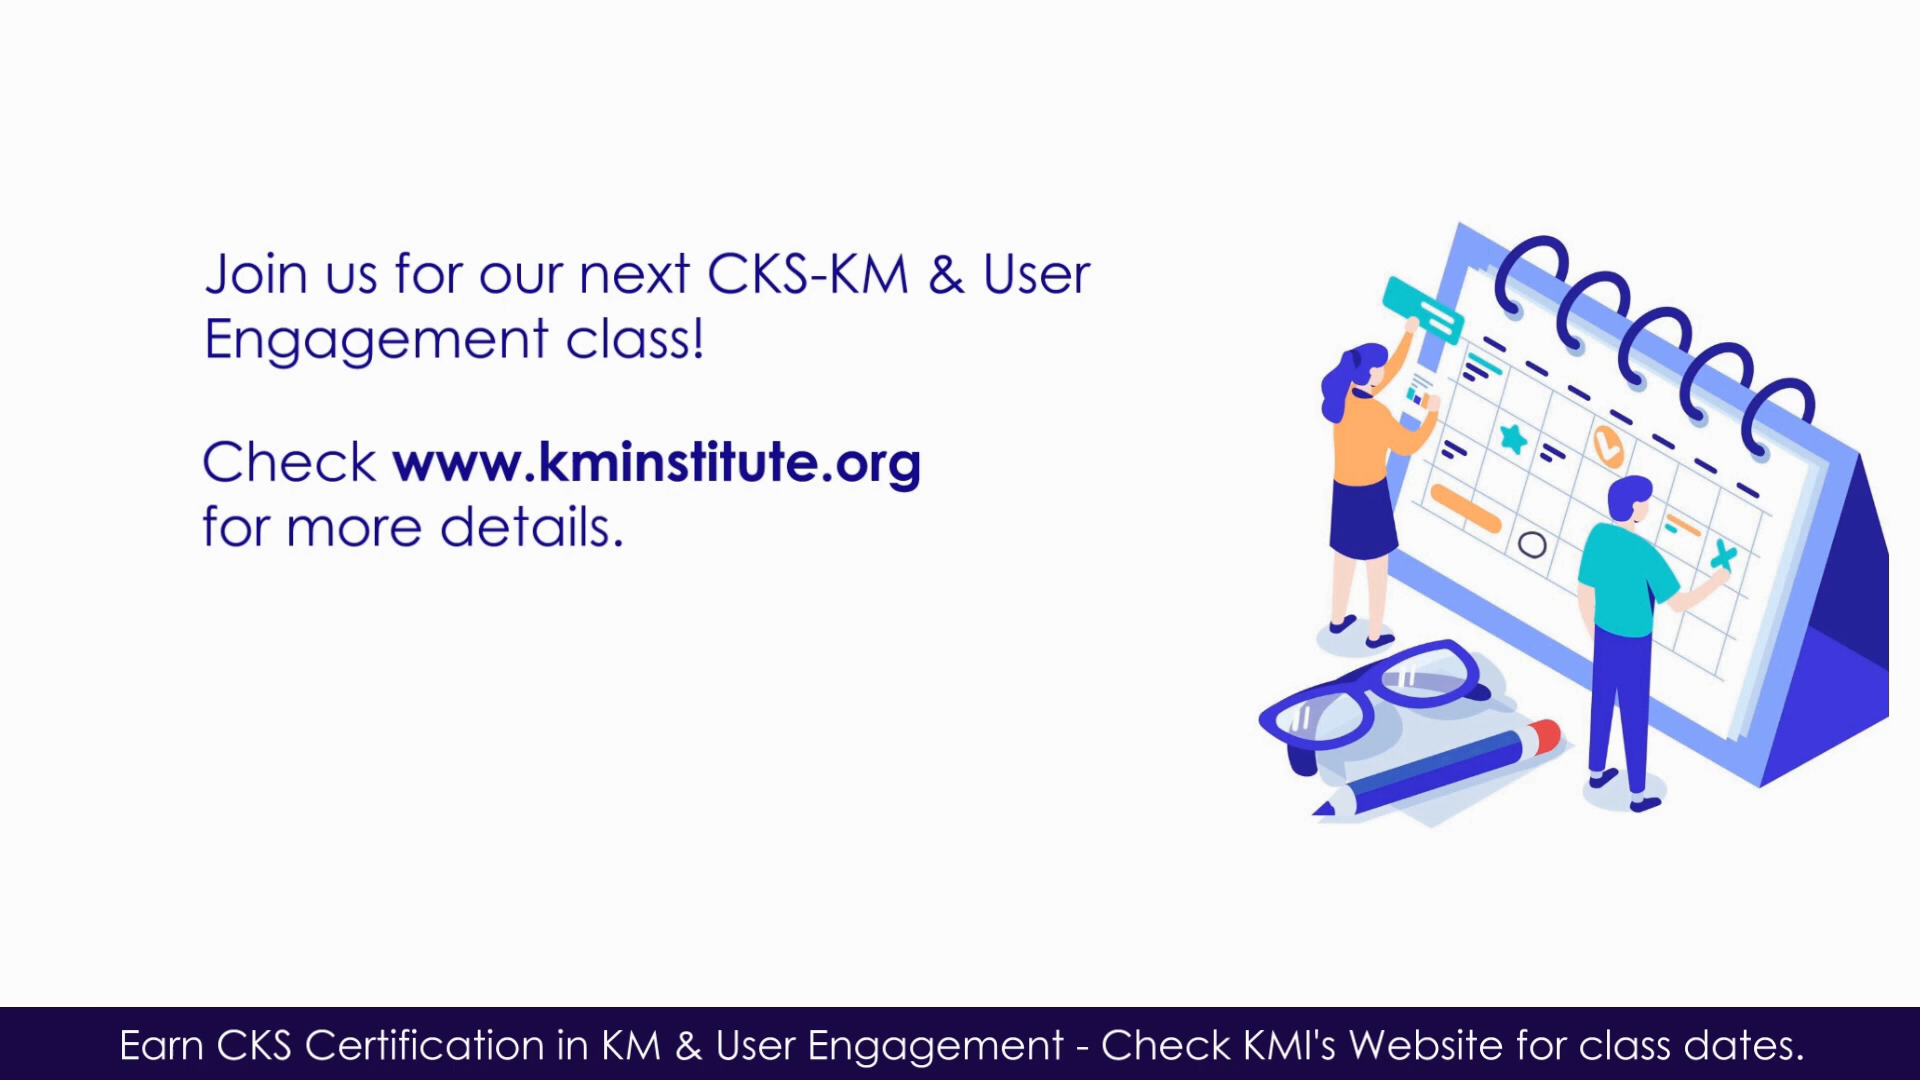 Join us for our next CKS-KM & User
Engagement class!
Check www.kminstitute.org
for more details.
Earn CKS Certification in KM & User Engagement - Check KMI's Website for class dates.